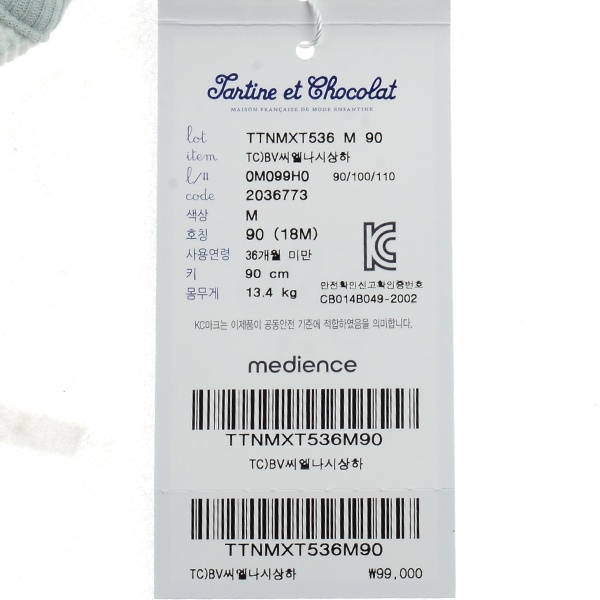 Tartine et Chocolat
MAISON FRANÇAISE DE MODE ENFANTINE
lot TTNMXT536 M 90
item TC)BV씨엘나시상하
l/# 0M099H0 90/100/110
code 2036773
색상 M
호칭 90 (18M)
사용연령 36개월 미만
키 90 cm
몸무게 13.4 kg
안전확인신고확인증번호
CB014B049-2002
KC마크는 이제품이 공통안전 기준에 적합하였음을 의미합니다.
medience
TTNMXT536M90
TC)BV씨엘나시상하
TTNMXT536M90
TC)BV씨엘나시상하 ₩99,000